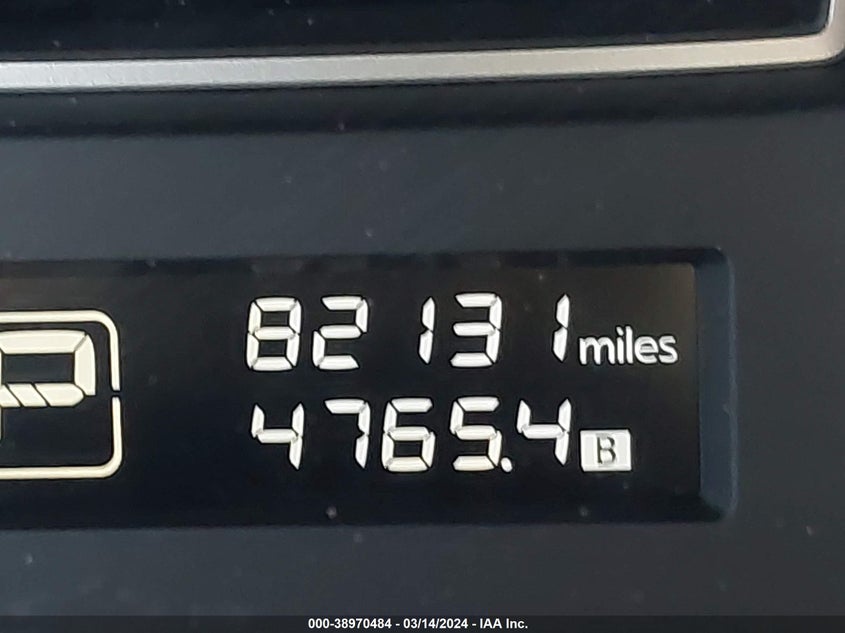 82131 miles
P
4765.4 B
000-38970484 - 03/14/2024 - IAA Inc.